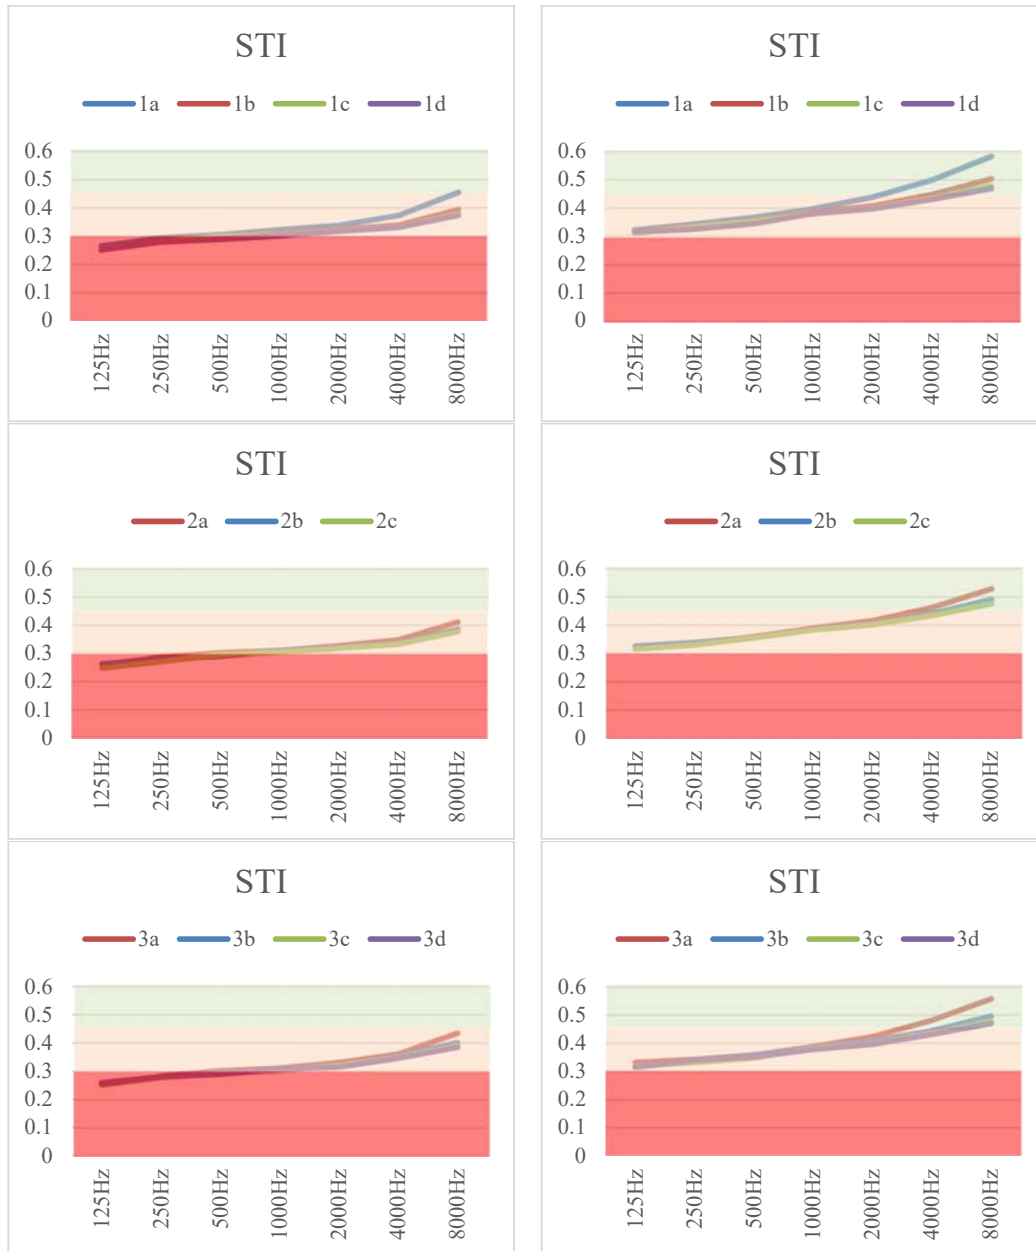 STI
1a 1b 1c 1d
0.6
0.5
0.4
0.3
0.2
0.1
0
125Hz
250Hz
500Hz
1000Hz
2000Hz
4000Hz
8000Hz
STI
1a 1b 1c 1d
0.6
0.5
0.4
0.3
0.2
0.1
0
125Hz
250Hz
500Hz
1000Hz
2000Hz
4000Hz
8000Hz
STI
2a 2b 2c
0.6
0.5
0.4
0.3
0.2
0.1
0
125Hz
250Hz
500Hz
1000Hz
2000Hz
4000Hz
8000Hz
STI
2a 2b 2c
0.6
0.5
0.4
0.3
0.2
0.1
0
125Hz
250Hz
500Hz
1000Hz
2000Hz
4000Hz
8000Hz
STI
3a 3b 3c 3d
0.6
0.5
0.4
0.3
0.2
0.1
0
125Hz
250Hz
500Hz
1000Hz
2000Hz
4000Hz
8000Hz
STI
3a 3b 3c 3d
0.6
0.5
0.4
0.3
0.2
0.1
0
125Hz
250Hz
500Hz
1000Hz
2000Hz
4000Hz
8000Hz